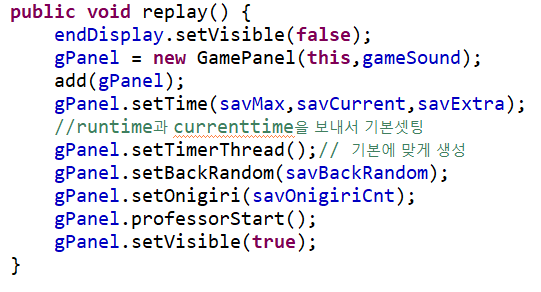 public void replay() {
    endDisplay.setVisible(false);
    gPanel = new GamePanel(this,gameSound);
    add(gPanel);
    gPanel.setTime(savMax,savCurrent,savExtra);
    //runtime과 currenttime을 보내서 기본셋팅
    gPanel.setTimerThread();// 기본에 맞게 생성
    gPanel.setBackRandom(savBackRandom);
    gPanel.setOnigiri(savOnigiriCnt);
    gPanel.professorStart();
    gPanel.setVisible(true);
}